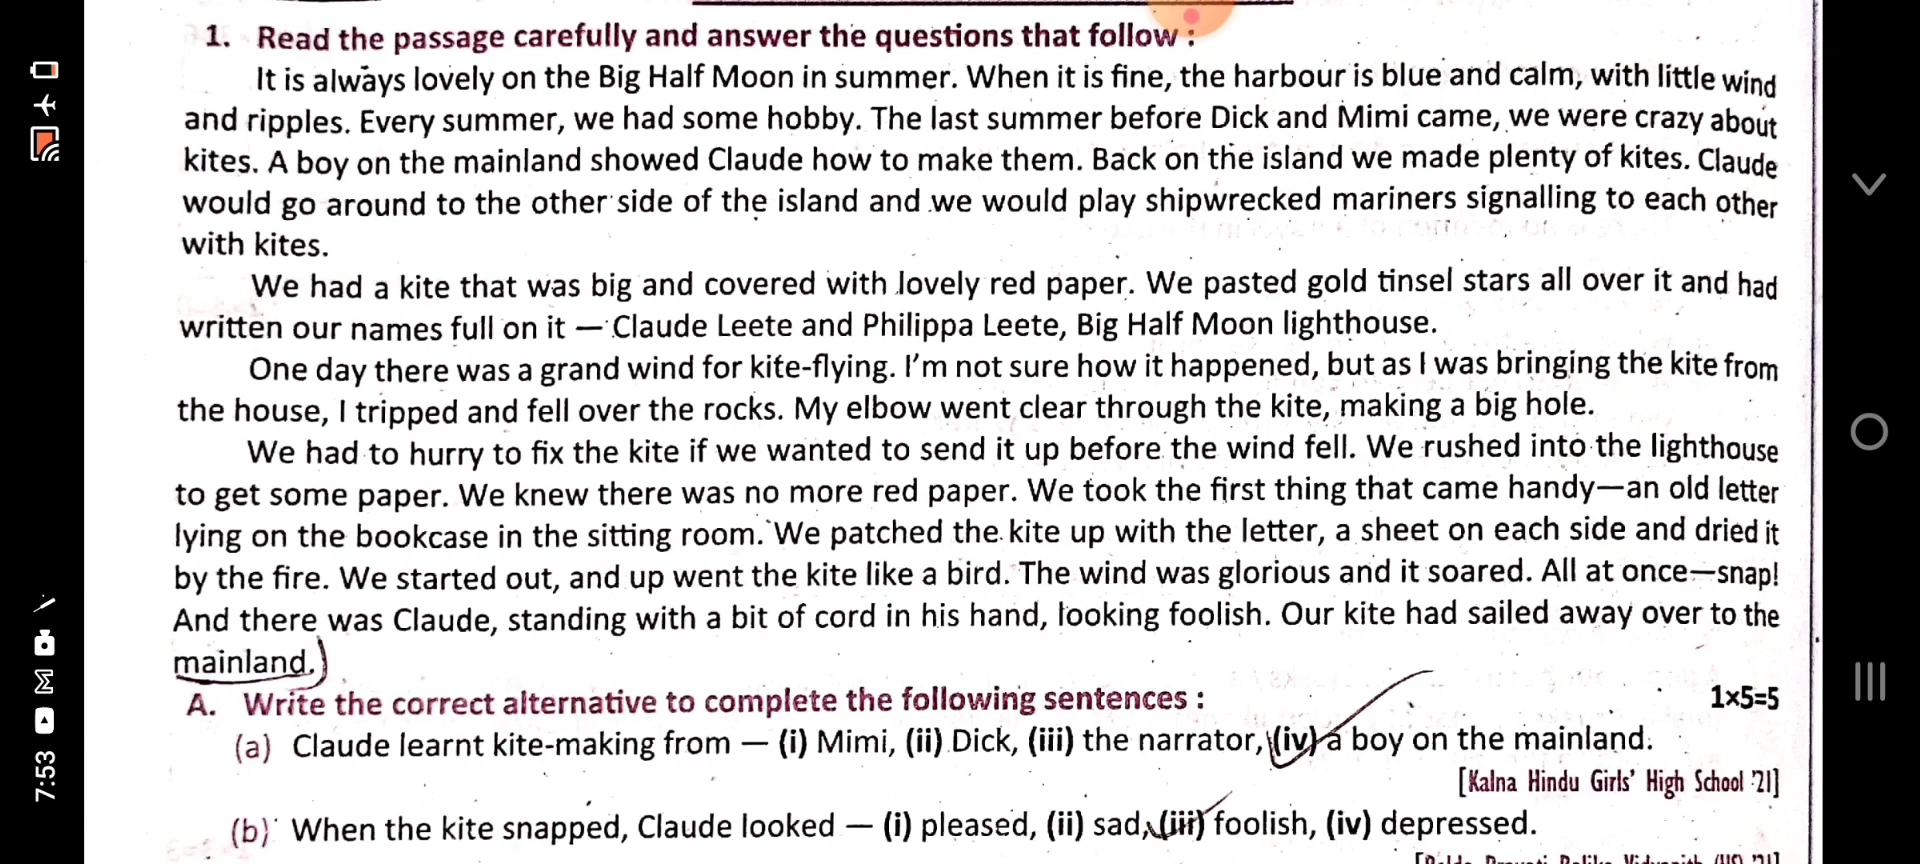 1. Read the passage carefully and answer the questions that follow :
It is always lovely on the Big Half Moon in summer. When it is fine, the harbour is blue and calm, with little wind
and ripples. Every summer, we had some hobby. The last summer before Dick and Mimi came, we were crazy about
kites. A boy on the mainland showed Claude how to make them. Back on the island we made plenty of kites. Claude
would go around to the other side of the island and we would play shipwrecked mariners signalling to each other
with kites.
We had a kite that was big and covered with lovely red paper. We pasted gold tinsel stars all over it and had
written our names full on it — Claude Leete and Philippa Leete, Big Half Moon lighthouse.
One day there was a grand wind for kite-flying. I'm not sure how it happened, but as I was bringing the kite from
the house, I tripped and fell over the rocks. My elbow went clear through the kite, making a big hole.
We had to hurry to fix the kite if we wanted to send it up before the wind fell. We rushed into the lighthouse
to get some paper. We knew there was no more red paper. We took the first thing that came handy—an old letter
lying on the bookcase in the sitting room. We patched the kite up with the letter, a sheet on each side and dried it
by the fire. We started out, and up went the kite like a bird. The wind was glorious and it soared. All at once—snap!
And there was Claude, standing with a bit of cord in his hand, looking foolish. Our kite had sailed away over to the
mainland.
A. Write the correct alternative to complete the following sentences : 1×5=5
(a) Claude learnt kite-making from — (i) Mimi, (ii) Dick, (iii) the narrator, (iv) a boy on the mainland.
[Kalna Hindu Girls' High School '21]
(b) When the kite snapped, Claude looked — (i) pleased, (ii) sad, (iii) foolish, (iv) depressed.
7:53